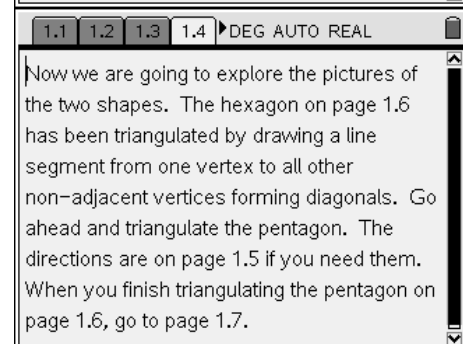 1.1 1.2 1.3 1.4 DEG AUTO REAL
Now we are going to explore the pictures of
the two shapes. The hexagon on page 1.6
has been triangulated by drawing a line
segment from one vertex to all other
non-adjacent vertices forming diagonals. Go
ahead and triangulate the pentagon. The
directions are on page 1.5 if you need them.
When you finish triangulating the pentagon on
page 1.6, go to page 1.7.